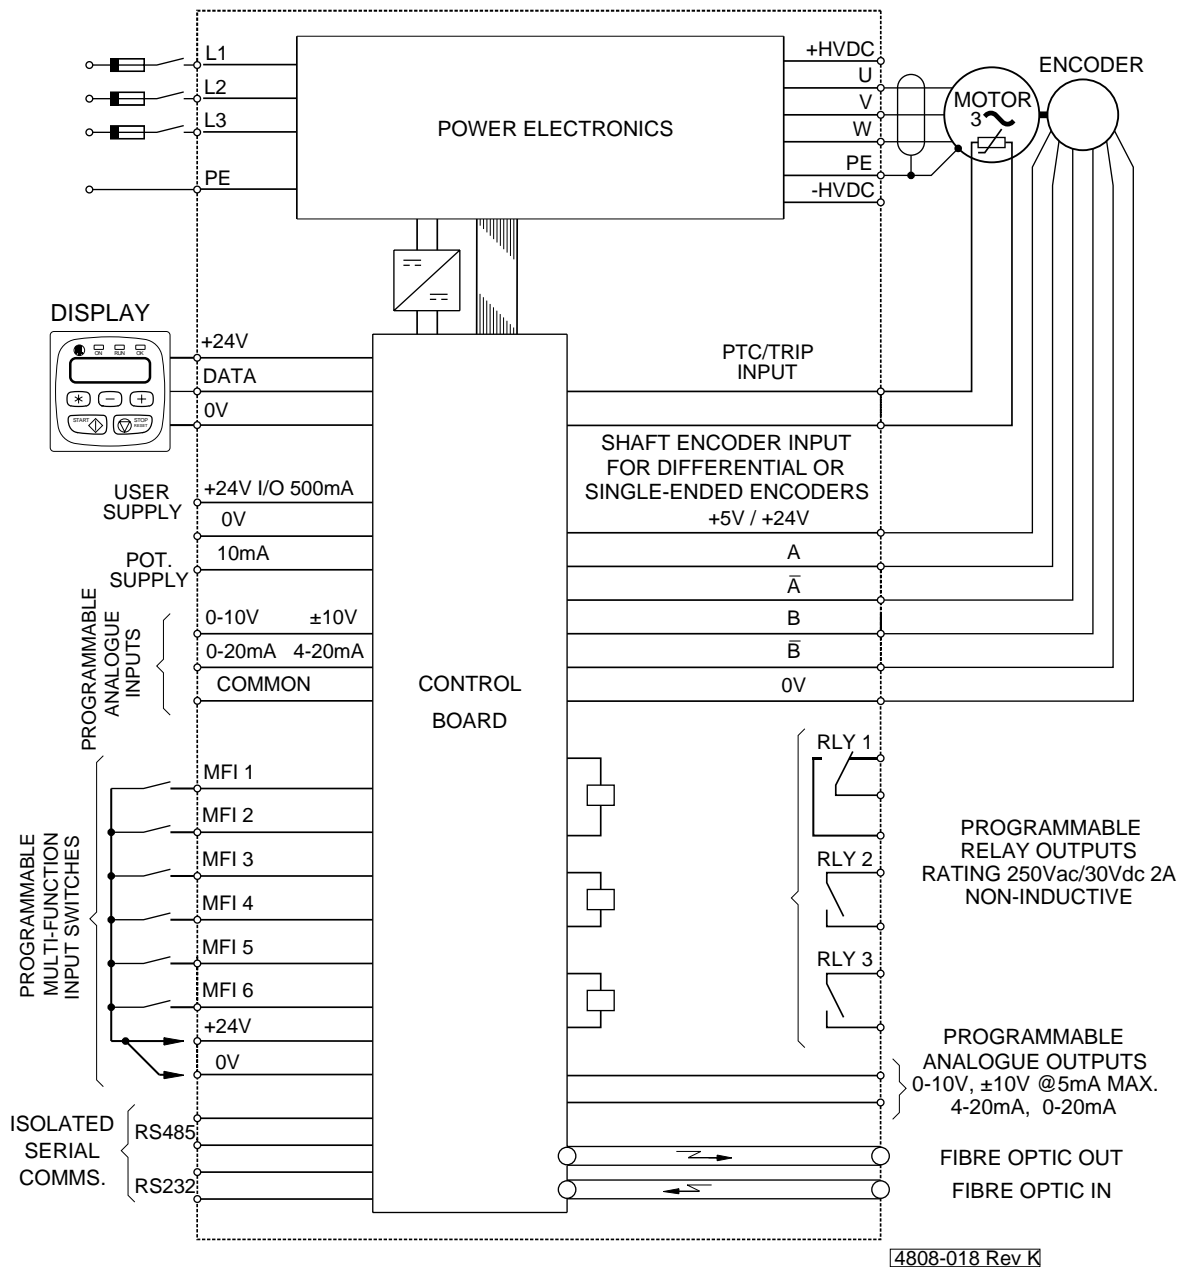 L1
L2
L3
PE
POWER ELECTRONICS
+HVDC
U
V
W
PE
-HVDC
MOTOR
3
ENCODER
DISPLAY
ON RUN OK
START
STOP
RESET
+24V
DATA
0V
PTC/TRIP
INPUT
SHAFT ENCODER INPUT
FOR DIFFERENTIAL OR
SINGLE-ENDED ENCODERS
+5V / +24V
A
A̅
B
B̅
0V
USER
SUPPLY
+24V I/O 500mA
0V
POT.
SUPPLY
10mA
PROGRAMMABLE
ANALOGUE
INPUTS
0-10V ±10V
0-20mA 4-20mA
COMMON
CONTROL
BOARD
PROGRAMMABLE
MULTI-FUNCTION
INPUT SWITCHES
MFI 1
MFI 2
MFI 3
MFI 4
MFI 5
MFI 6
+24V
0V
RLY 1
RLY 2
RLY 3
PROGRAMMABLE
RELAY OUTPUTS
RATING 250Vac/30Vdc 2A
NON-INDUCTIVE
PROGRAMMABLE
ANALOGUE OUTPUTS
0-10V, ±10V @5mA MAX.
4-20mA, 0-20mA
ISOLATED
SERIAL
COMMS.
RS485
RS232
FIBRE OPTIC OUT
FIBRE OPTIC IN
4808-018 Rev K